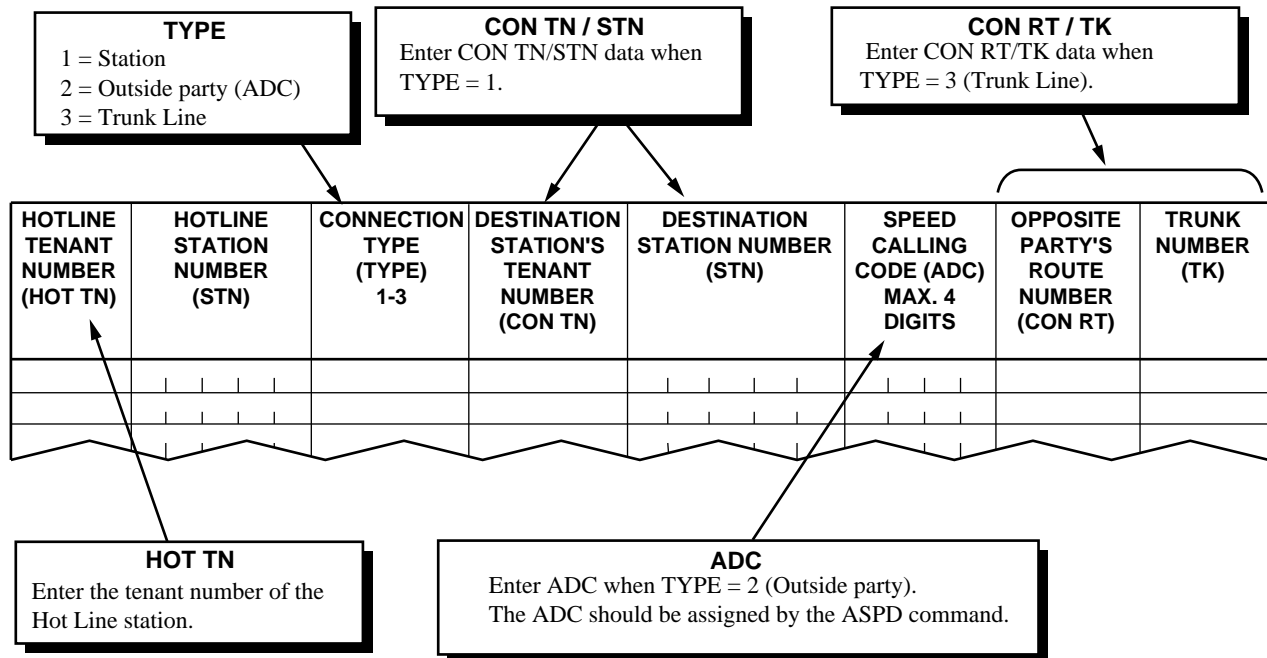 TYPE
1 = Station
2 = Outside party (ADC)
3 = Trunk Line
CON TN / STN
Enter CON TN/STN data when
TYPE = 1.
CON RT / TK
Enter CON RT/TK data when
TYPE = 3 (Trunk Line).
HOTLINE
TENANT
NUMBER
(HOT TN)
HOTLINE
STATION
NUMBER
(STN)
CONNECTION
TYPE
(TYPE)
1-3
DESTINATION
STATION'S
TENANT
NUMBER
(CON TN)
DESTINATION
STATION NUMBER
(STN)
SPEED
CALLING
CODE (ADC)
MAX. 4
DIGITS
OPPOSITE
PARTY'S
ROUTE
NUMBER
(CON RT)
TRUNK
NUMBER
(TK)
HOT TN
Enter the tenant number of the
Hot Line station.
ADC
Enter ADC when TYPE = 2 (Outside party).
The ADC should be assigned by the ASPD command.